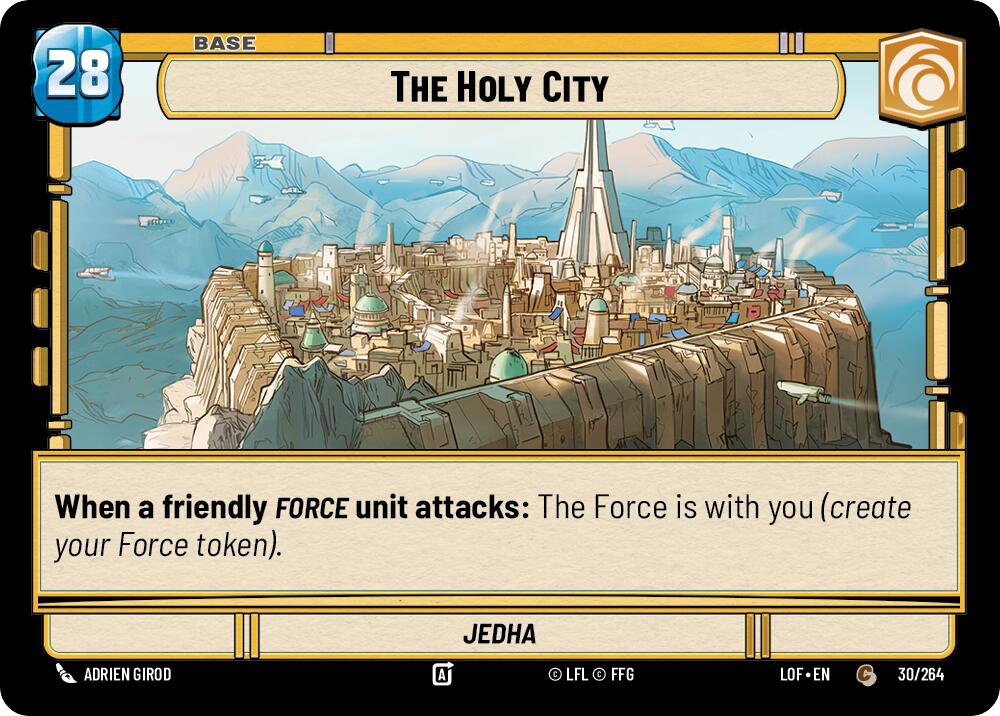 28
BASE
THE HOLY CITY
When a friendly FORCE unit attacks: The Force is with you (create
your Force token).
JEDHA
ADRIEN GIROD
A
© LFL © FFG
LOF • EN
C
30/264